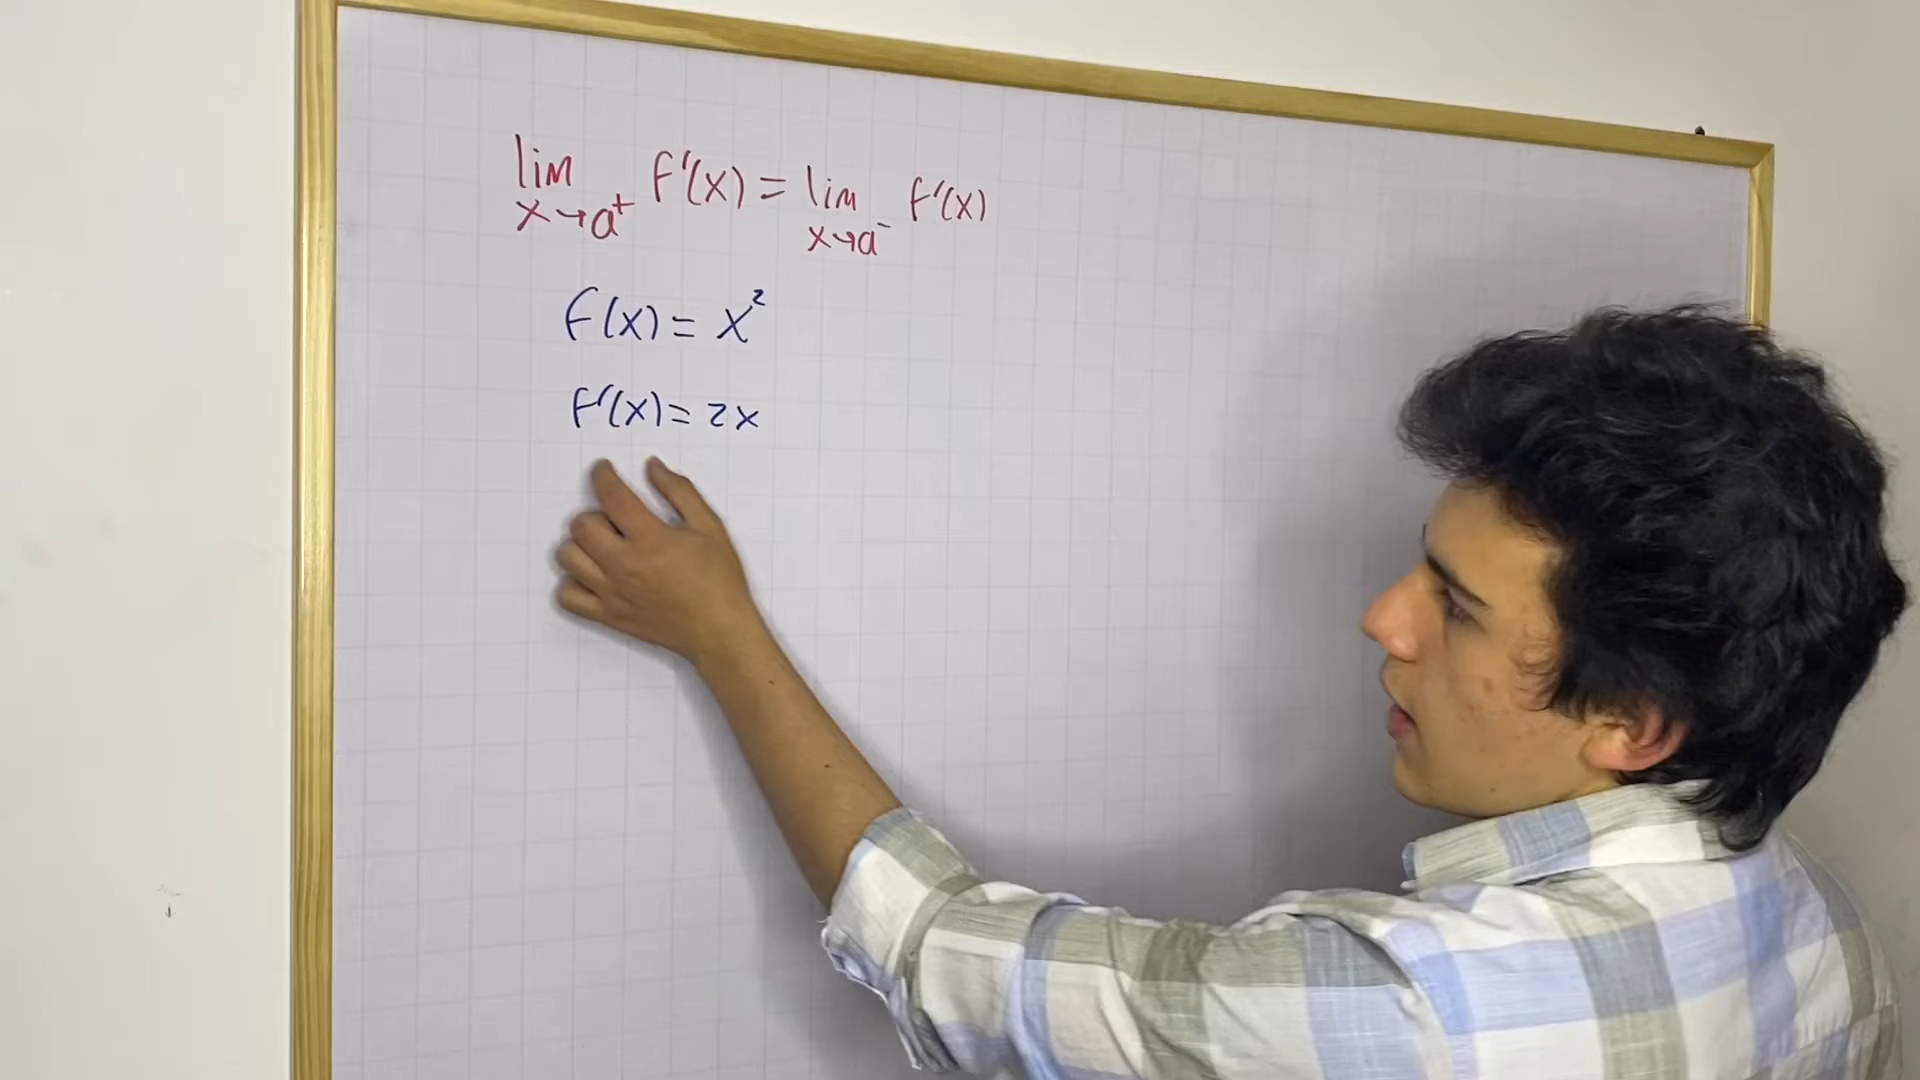 lim x→a⁺ f'(x) = lim x→a⁻ f'(x)
f(x) = x²
f'(x) = 2x